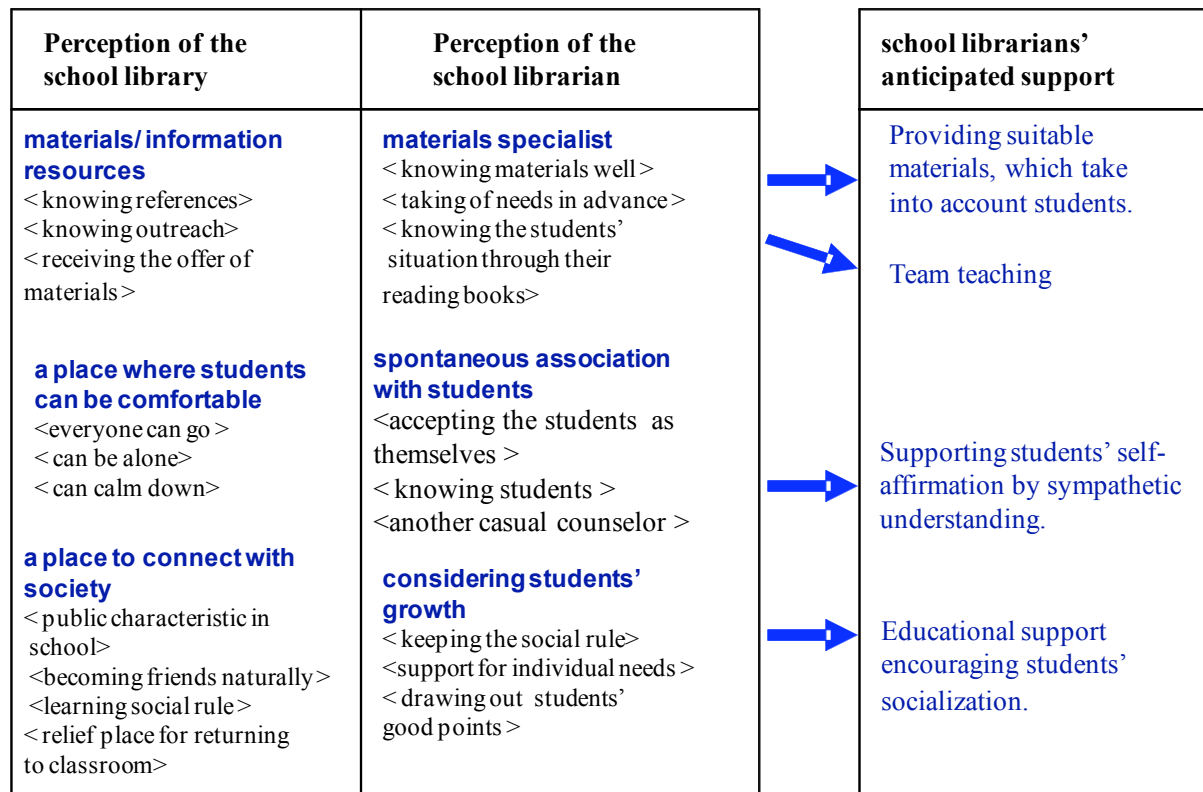 Perception of the
school library
materials/ information
resources
< knowing references>
< knowing outreach>
< receiving the offer of
materials >
a place where students
can be comfortable
<everyone can go >
< can be alone>
< can calm down>
a place to connect with
society
< public characteristic in
school>
<becoming friends naturally >
<learning social rule >
< relief place for returning
to classroom>
Perception of the
school librarian
materials specialist
< knowing materials well >
< taking of needs in advance >
< knowing the students’
situation through their
reading books>
spontaneous association
with students
<accepting the students as
themselves >
< knowing students >
<another casual counselor >
considering students’
growth
< keeping the social rule>
<support for individual needs >
< drawing out students’
good points >
school librarians’
anticipated support
Providing suitable
materials, which take
into account students.
Team teaching
Supporting students’ self-
affirmation by sympathetic
understanding.
Educational support
encouraging students’
socialization.